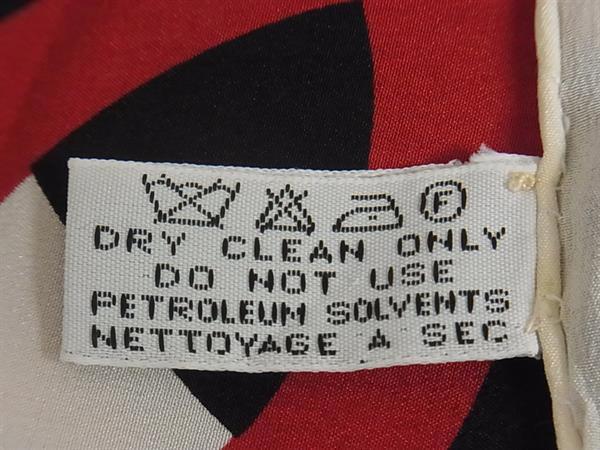 F
DRY CLEAN ONLY
DO NOT USE
PETROLEUM SOLVENTS
NETTOYAGE A SEC